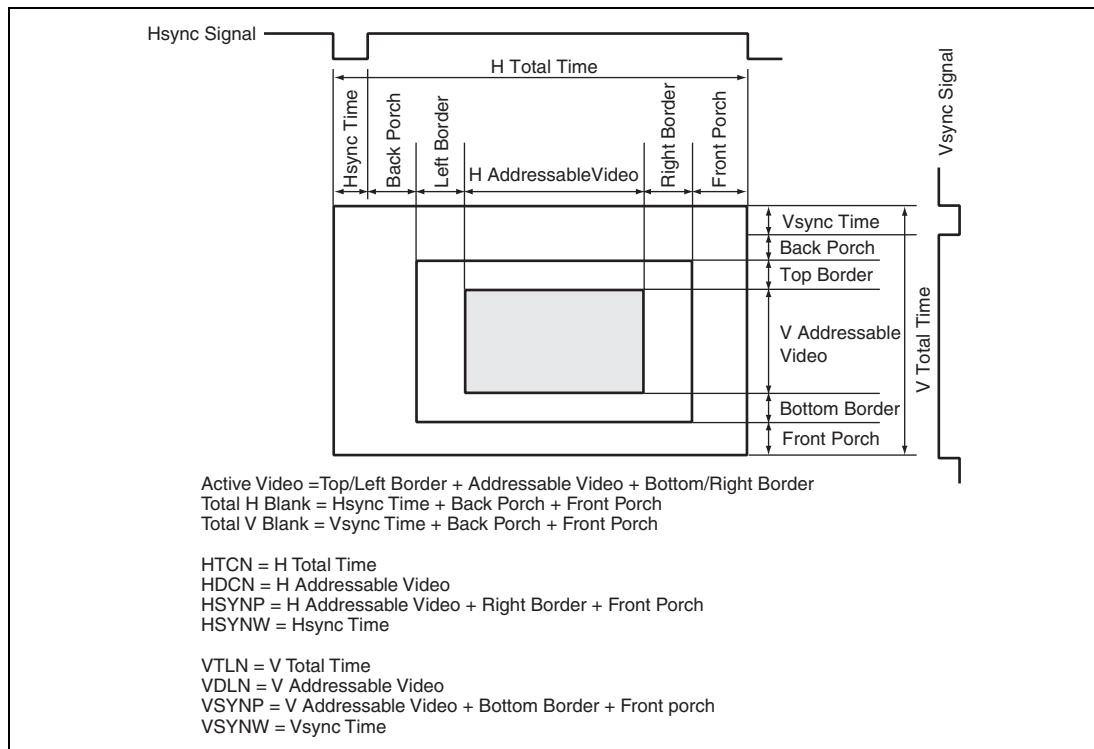 Hsync Signal
H Total Time
Hsync Time
Back Porch
Left Border
H AddressableVideo
Right Border
Front Porch
Vsync Signal
Vsync Time
Back Porch
Top Border
V Addressable
Video
Bottom Border
Front Porch
V Total Time
Active Video =Top/Left Border + Addressable Video + Bottom/Right Border
Total H Blank = Hsync Time + Back Porch + Front Porch
Total V Blank = Vsync Time + Back Porch + Front Porch
HTCN = H Total Time
HDCN = H Addressable Video
HSYNP = H Addressable Video + Right Border + Front Porch
HSYNW = Hsync Time
VTLN = V Total Time
VDLN = V Addressable Video
VSYNP = V Addressable Video + Bottom Border + Front porch
VSYNW = Vsync Time